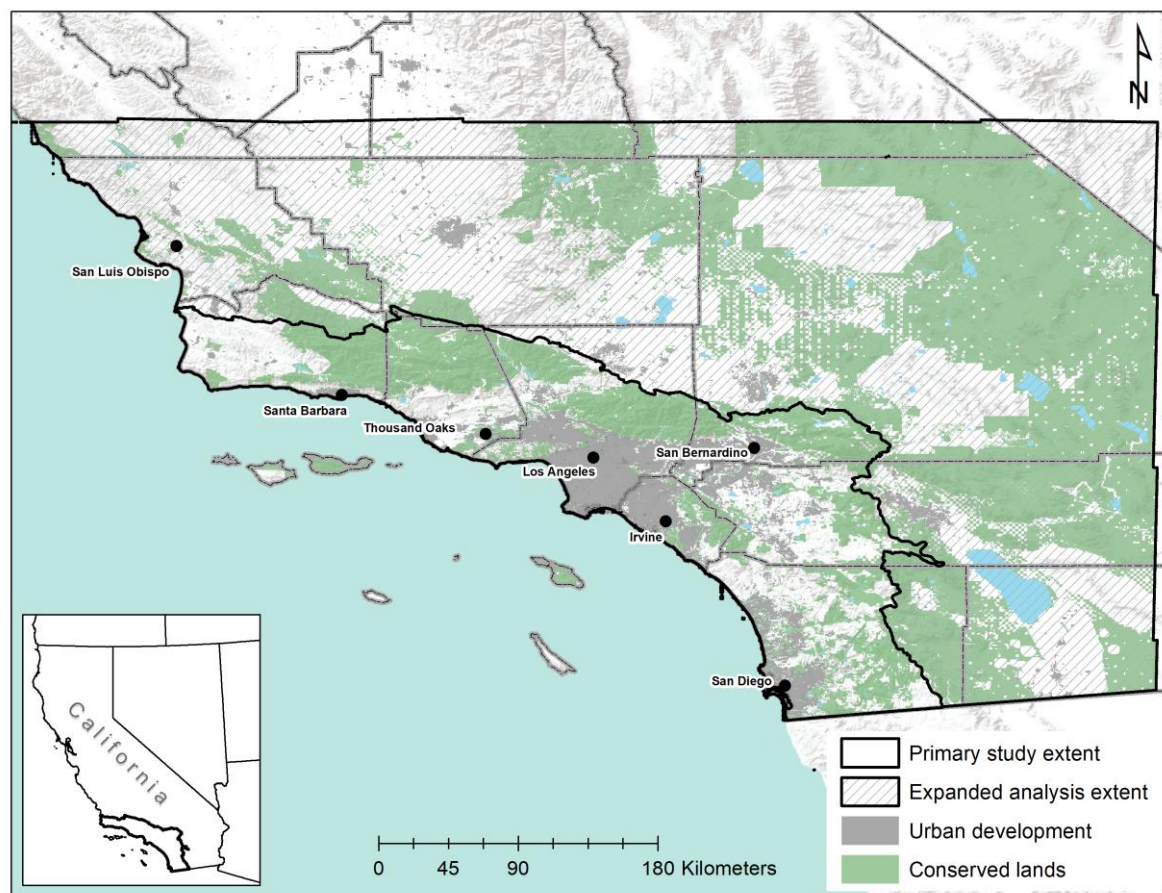 N
San Luis Obispo
Santa Barbara
Thousand Oaks
Los Angeles
San Bernardino
Irvine
San Diego
California
0 45 90 180 Kilometers
Primary study extent
Expanded analysis extent
Urban development
Conserved lands